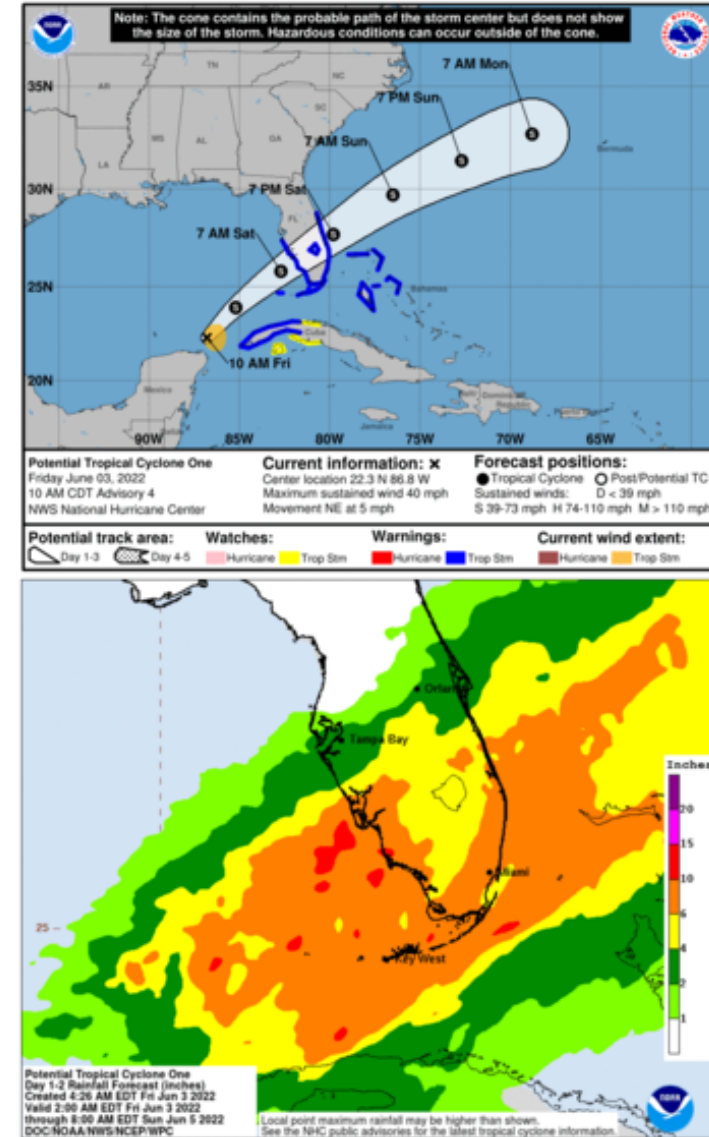 Note: The cone contains the probable path of the storm center but does not show
the size of the storm. Hazardous conditions can occur outside of the cone.
7 AM Mon
7 PM Sun
7 AM Sun
7 PM Sat
7 AM Sat
10 AM Fri
35N
30N
25N
20N
TN
NC
AR
SC
MS
AL
GA
LA
FL
Bermuda
Bahamas
Cuba
Mexico
Jamaica
Haiti
Dominican
Republic
S
S
S
S
S
S
90W 85W 80W 75W 70W 65W
Potential Tropical Cyclone One
Friday June 03, 2022
10 AM CDT Advisory 4
NWS National Hurricane Center
Current information: x
Center location 22.3 N 86.8 W
Maximum sustained wind 40 mph
Movement NE at 5 mph
Forecast positions:
Tropical Cyclone Post/Potential TC
Sustained winds: D < 39 mph
S 39-73 mph H 74-110 mph M > 110 mph
Potential track area:
Day 1-3 Day 4-5
Watches:
Hurricane Trop Stm
Warnings:
Hurricane Trop Stm
Current wind extent:
Hurricane Trop Stm
Tampa Bay
Miami
Key West
25
Inches
20
15
10
6
4
2
1
Potential Tropical Cyclone One
Day 1-2 Rainfall Forecast (inches)
Created 4:26 AM EDT Fri Jun 3 2022
Valid 2:00 AM EDT Fri Jun 3 2022
through 8:00 AM EDT Sun Jun 5 2022
DOC/NOAA/NWS/NCEP/WPC
Local point maximum rainfall may be higher than shown.
See the NHC public advisories for the latest tropical cyclone information.